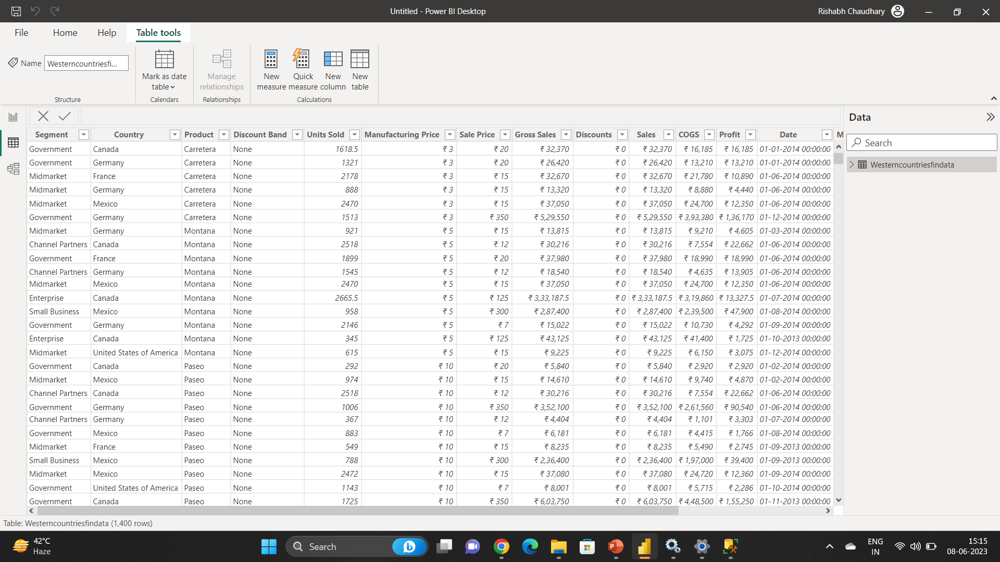 Untitled - Power BI Desktop
Rishabh Chaudhary
File Home Help Table tools
Name Westerncountriesfi...
Mark as date table
Manage relationships
New measure
Quick measure
New column
New table
Structure Calendars Relationships Calculations
Data
Segment Country Product Discount Band Units Sold Manufacturing Price Sale Price Gross Sales Discounts Sales COGS Profit Date M
Search
Westerncountriesfindata
Government Canada Carretera None 1618.5 ₹ 3 ₹ 20 ₹ 32,370 ₹ 0 ₹ 32,370 ₹ 16,185 ₹ 16,185 01-01-2014 00:00:00
Government Germany Carretera None 1321 ₹ 3 ₹ 20 ₹ 26,420 ₹ 0 ₹ 26,420 ₹ 13,210 ₹ 13,210 01-01-2014 00:00:00
Midmarket France Carretera None 2178 ₹ 3 ₹ 15 ₹ 32,670 ₹ 0 ₹ 32,670 ₹ 21,780 ₹ 10,890 01-06-2014 00:00:00
Midmarket Germany Carretera None 888 ₹ 3 ₹ 15 ₹ 13,320 ₹ 0 ₹ 13,320 ₹ 8,880 ₹ 4,440 01-06-2014 00:00:00
Midmarket Mexico Carretera None 2470 ₹ 3 ₹ 15 ₹ 37,050 ₹ 0 ₹ 37,050 ₹ 24,700 ₹ 12,350 01-06-2014 00:00:00
Government Germany Carretera None 1513 ₹ 3 ₹ 350 ₹ 5,29,550 ₹ 0 ₹ 5,29,550 ₹ 3,93,380 ₹ 1,36,170 01-12-2014 00:00:00
Midmarket Germany Montana None 921 ₹ 5 ₹ 15 ₹ 13,815 ₹ 0 ₹ 13,815 ₹ 9,210 ₹ 4,605 01-03-2014 00:00:00
Channel Partners Canada Montana None 2518 ₹ 5 ₹ 12 ₹ 30,216 ₹ 0 ₹ 30,216 ₹ 7,554 ₹ 22,662 01-06-2014 00:00:00
Government France Montana None 1899 ₹ 5 ₹ 20 ₹ 37,980 ₹ 0 ₹ 37,980 ₹ 18,990 ₹ 18,990 01-06-2014 00:00:00
Channel Partners Germany Montana None 1545 ₹ 5 ₹ 12 ₹ 18,540 ₹ 0 ₹ 18,540 ₹ 4,635 ₹ 13,905 01-06-2014 00:00:00
Midmarket Mexico Montana None 2470 ₹ 5 ₹ 15 ₹ 37,050 ₹ 0 ₹ 37,050 ₹ 24,700 ₹ 12,350 01-06-2014 00:00:00
Enterprise Canada Montana None 2665.5 ₹ 5 ₹ 125 ₹ 3,33,187.5 ₹ 0 ₹ 3,33,187.5 ₹ 3,19,860 ₹ 13,327.5 01-07-2014 00:00:00
Small Business Mexico Montana None 958 ₹ 5 ₹ 300 ₹ 2,87,400 ₹ 0 ₹ 2,87,400 ₹ 2,39,500 ₹ 47,900 01-08-2014 00:00:00
Government Germany Montana None 2146 ₹ 5 ₹ 7 ₹ 15,022 ₹ 0 ₹ 15,022 ₹ 10,730 ₹ 4,292 01-09-2014 00:00:00
Enterprise Canada Montana None 345 ₹ 5 ₹ 125 ₹ 43,125 ₹ 0 ₹ 43,125 ₹ 41,400 ₹ 1,725 01-10-2013 00:00:00
Midmarket United States of America Montana None 615 ₹ 5 ₹ 15 ₹ 9,225 ₹ 0 ₹ 9,225 ₹ 6,150 ₹ 3,075 01-12-2014 00:00:00
Government Canada Paseo None 292 ₹ 10 ₹ 20 ₹ 5,840 ₹ 0 ₹ 5,840 ₹ 2,920 ₹ 2,920 01-02-2014 00:00:00
Midmarket Mexico Paseo None 974 ₹ 10 ₹ 15 ₹ 14,610 ₹ 0 ₹ 14,610 ₹ 9,740 ₹ 4,870 01-02-2014 00:00:00
Channel Partners Canada Paseo None 2518 ₹ 10 ₹ 12 ₹ 30,216 ₹ 0 ₹ 30,216 ₹ 7,554 ₹ 22,662 01-06-2014 00:00:00
Government Germany Paseo None 1006 ₹ 10 ₹ 350 ₹ 3,52,100 ₹ 0 ₹ 3,52,100 ₹ 2,61,560 ₹ 90,540 01-06-2014 00:00:00
Channel Partners Germany Paseo None 367 ₹ 10 ₹ 12 ₹ 4,404 ₹ 0 ₹ 4,404 ₹ 1,101 ₹ 3,303 01-07-2014 00:00:00
Government Mexico Paseo None 883 ₹ 10 ₹ 7 ₹ 6,181 ₹ 0 ₹ 6,181 ₹ 4,415 ₹ 1,766 01-08-2014 00:00:00
Midmarket France Paseo None 549 ₹ 10 ₹ 15 ₹ 8,235 ₹ 0 ₹ 8,235 ₹ 5,490 ₹ 2,745 01-09-2013 00:00:00
Small Business Mexico Paseo None 788 ₹ 10 ₹ 300 ₹ 2,36,400 ₹ 0 ₹ 2,36,400 ₹ 1,97,000 ₹ 39,400 01-09-2013 00:00:00
Midmarket Mexico Paseo None 2472 ₹ 10 ₹ 15 ₹ 37,080 ₹ 0 ₹ 37,080 ₹ 24,720 ₹ 12,360 01-09-2014 00:00:00
Government United States of America Paseo None 1143 ₹ 10 ₹ 7 ₹ 8,001 ₹ 0 ₹ 8,001 ₹ 5,715 ₹ 2,286 01-10-2014 00:00:00
Government Canada Paseo None 1725 ₹ 10 ₹ 350 ₹ 6,03,750 ₹ 0 ₹ 6,03,750 ₹ 4,48,500 ₹ 1,55,250 01-11-2013 00:00:00
Table: Westerncountriesfindata (1,400 rows)
42°C
Haze
Search
P
ENG
IN
15:15
08-06-2023